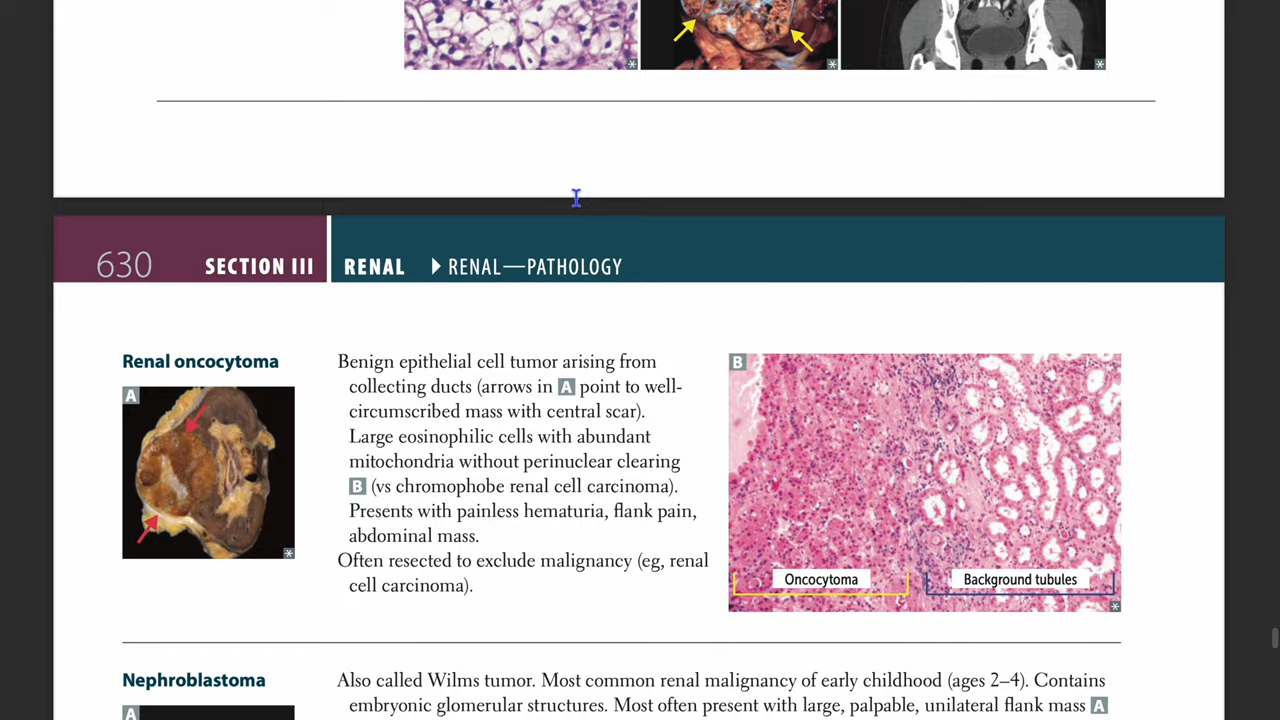 630 SECTION III RENAL ▶ RENAL—PATHOLOGY
Renal oncocytoma
A
Benign epithelial cell tumor arising from
collecting ducts (arrows in A point to well-
circumscribed mass with central scar).
Large eosinophilic cells with abundant
mitochondria without perinuclear clearing
B (vs chromophobe renal cell carcinoma).
Presents with painless hematuria, flank pain,
abdominal mass.
Often resected to exclude malignancy (eg, renal
cell carcinoma).
B
Oncocytoma
Background tubules
Nephroblastoma
A
Also called Wilms tumor. Most common renal malignancy of early childhood (ages 2–4). Contains
embryonic glomerular structures. Most often present with large, palpable, unilateral flank mass A